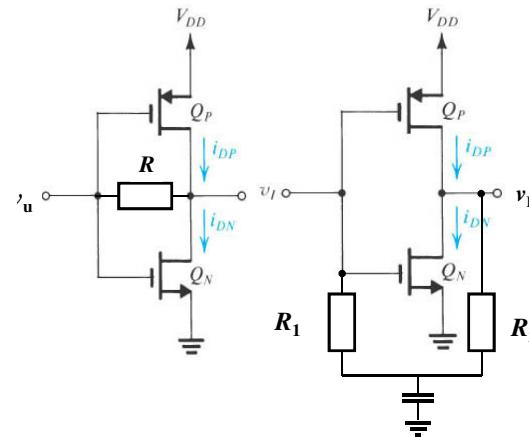 V_DD
Q_P
i_DP
R
i_DN
Q_N
V_DD
Q_P
i_DP
v_I
i_DN
Q_N
R_1